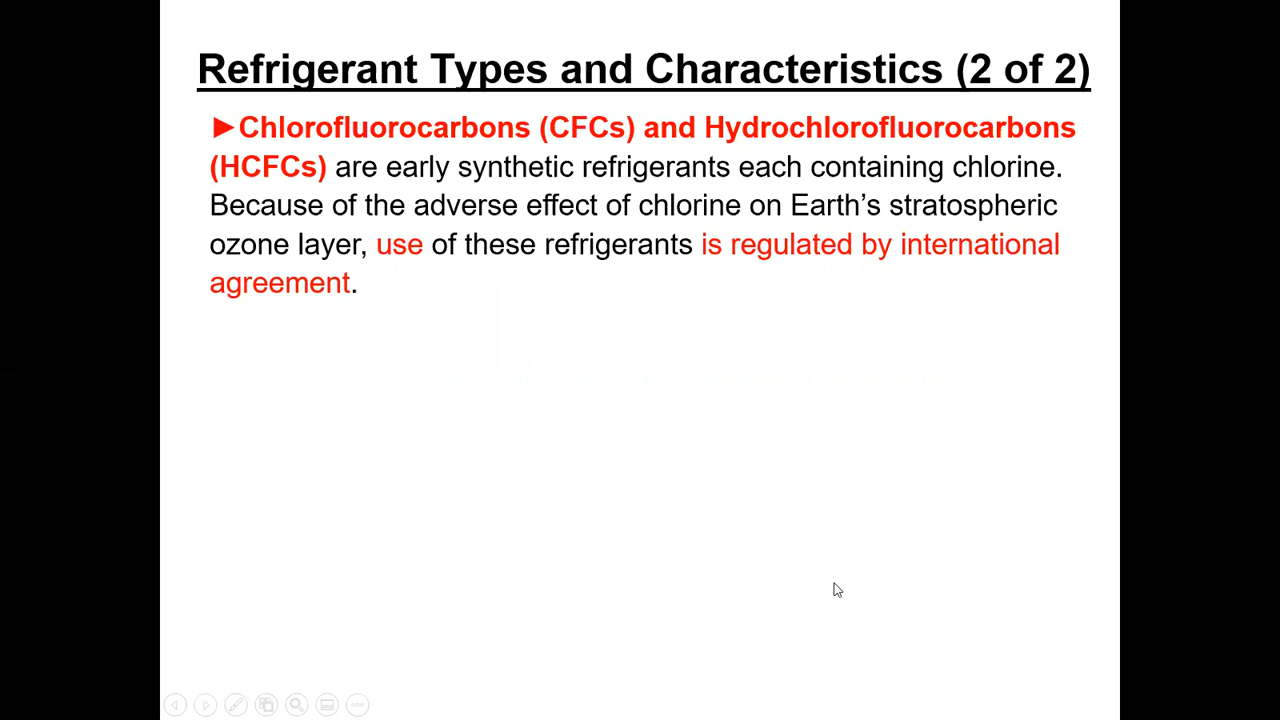 Refrigerant Types and Characteristics (2 of 2)
►Chlorofluorocarbons (CFCs) and Hydrochlorofluorocarbons
(HCFCs) are early synthetic refrigerants each containing chlorine.
Because of the adverse effect of chlorine on Earth’s stratospheric
ozone layer, use of these refrigerants is regulated by international
agreement.